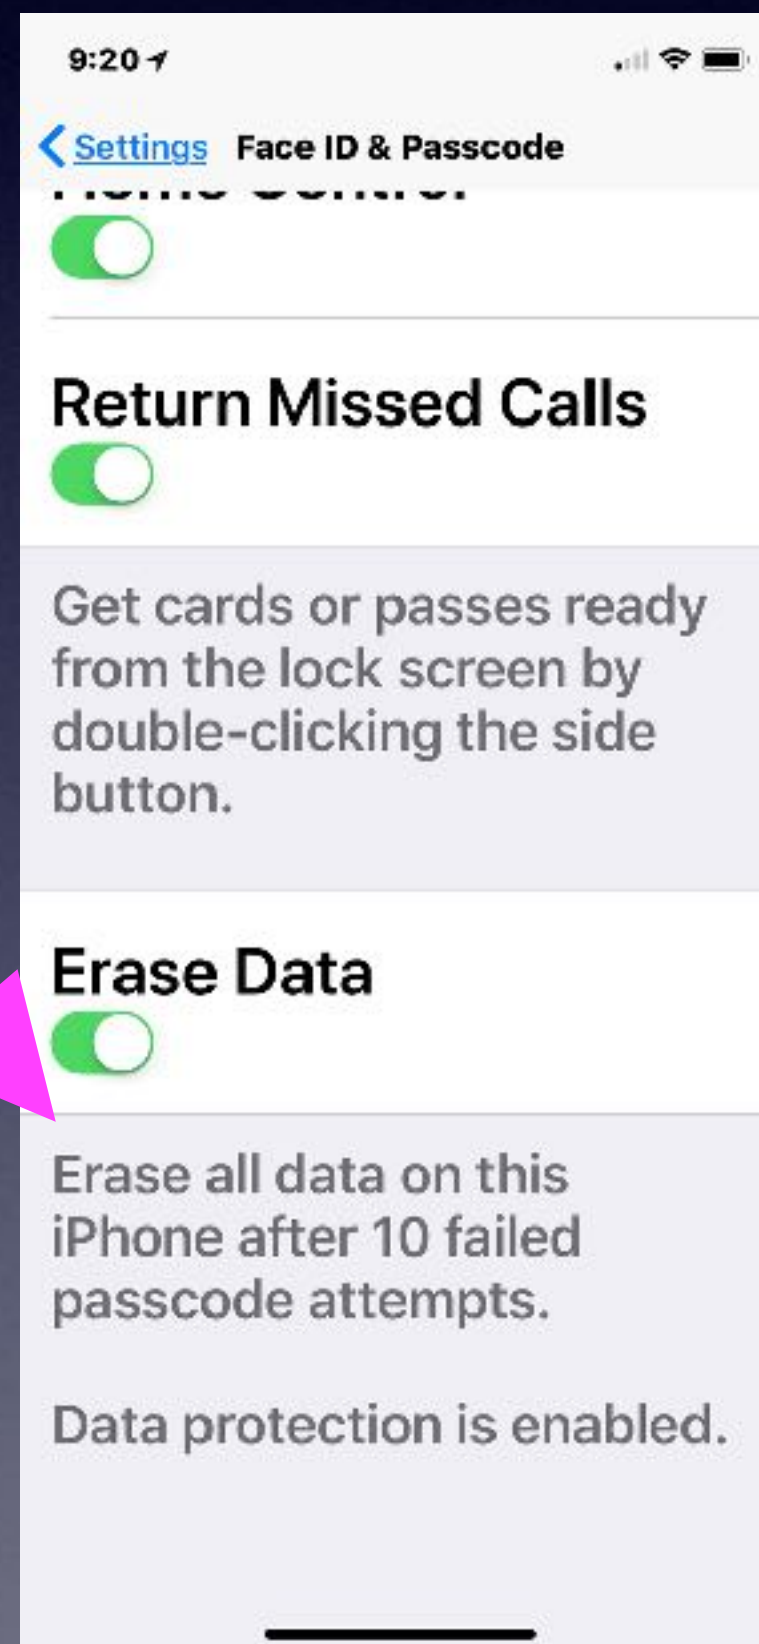 9:20
Settings Face ID & Passcode
Home Control
Return Missed Calls
Get cards or passes ready
from the lock screen by
double-clicking the side
button.
Erase Data
Erase all data on this
iPhone after 10 failed
passcode attempts.
Data protection is enabled.